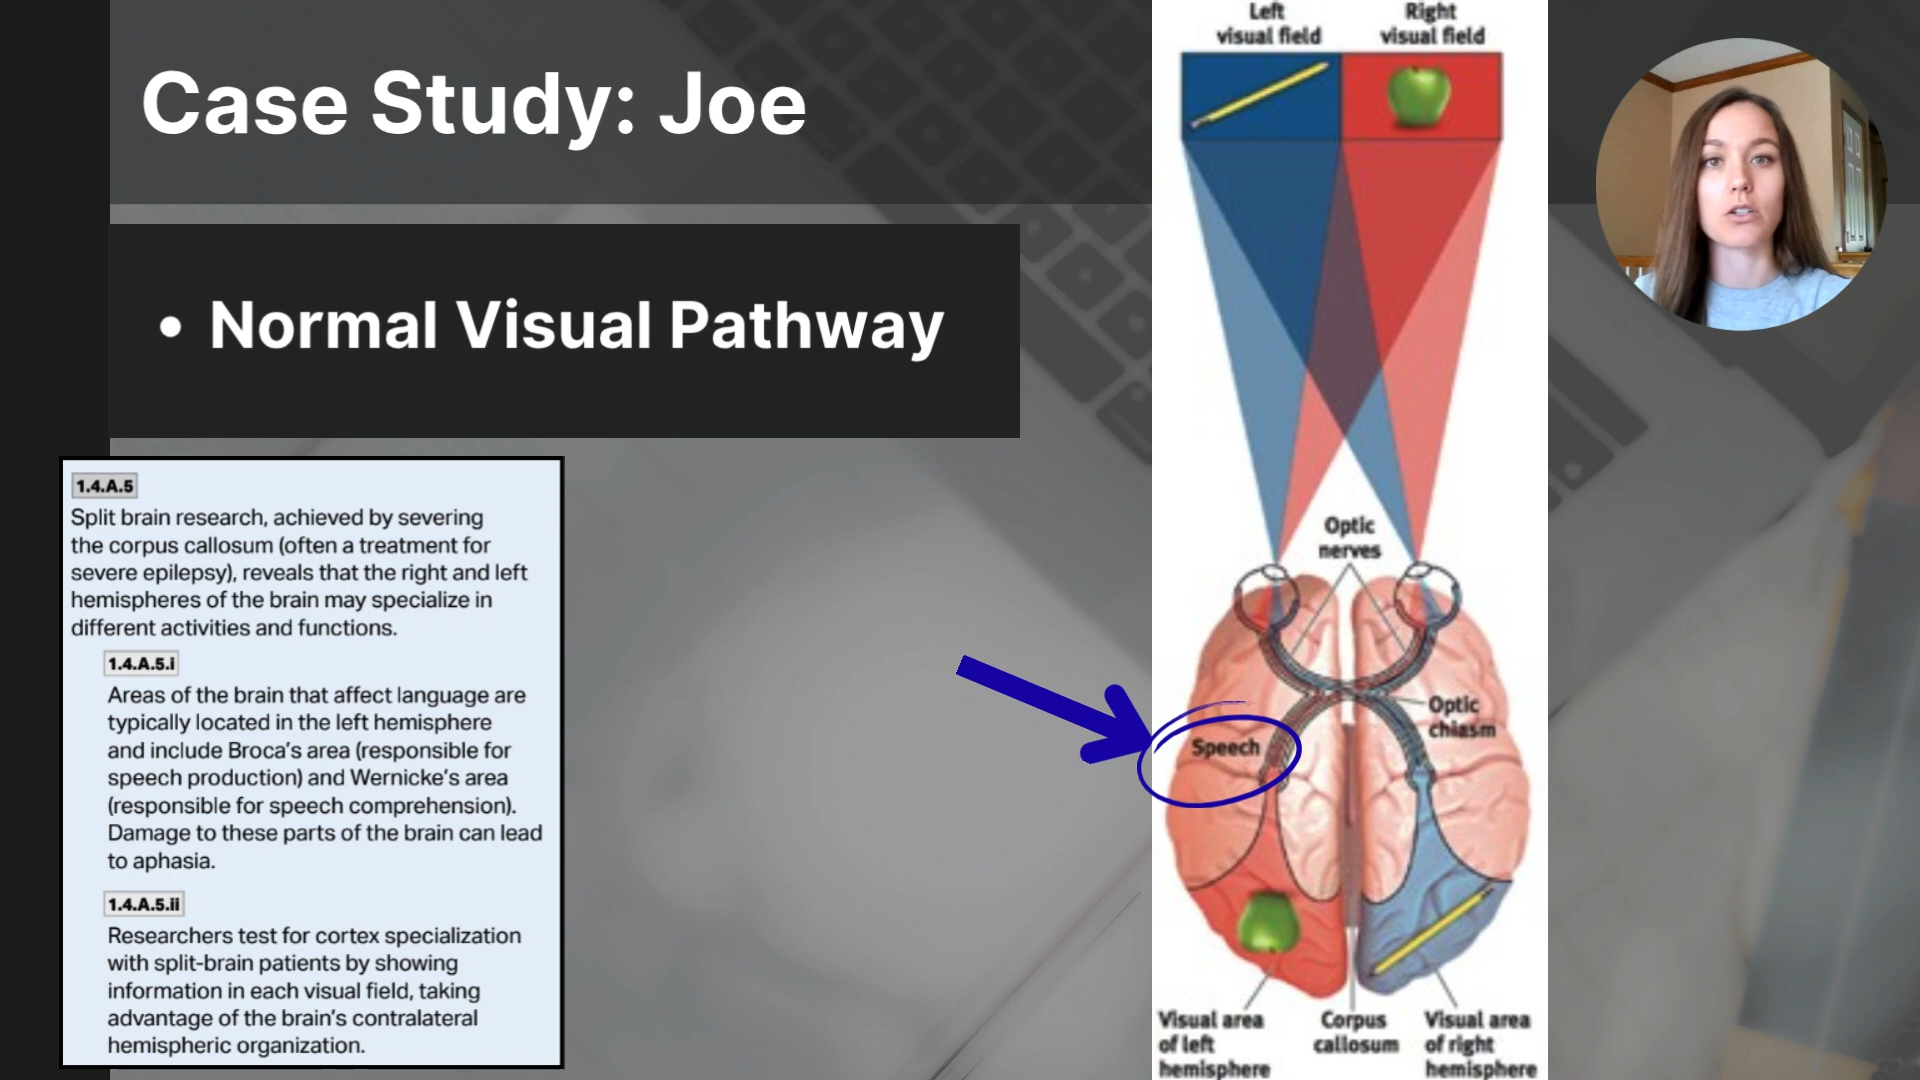 Case Study: Joe
• Normal Visual Pathway
1.4.A.5
Split brain research, achieved by severing
the corpus callosum (often a treatment for
severe epilepsy), reveals that the right and left
hemispheres of the brain may specialize in
different activities and functions.
1.4.A.5.i
Areas of the brain that affect language are
typically located in the left hemisphere
and include Broca's area (responsible for
speech production) and Wernicke's area
(responsible for speech comprehension).
Damage to these parts of the brain can lead
to aphasia.
1.4.A.5.ii
Researchers test for cortex specialization
with split-brain patients by showing
information in each visual field, taking
advantage of the brain's contralateral
hemispheric organization.
Left
visual field
Right
visual field
Optic
nerves
Optic
chiasm
Speech
Visual area
of left
hemisphere
Corpus
callosum
Visual area
of right
hemisphere